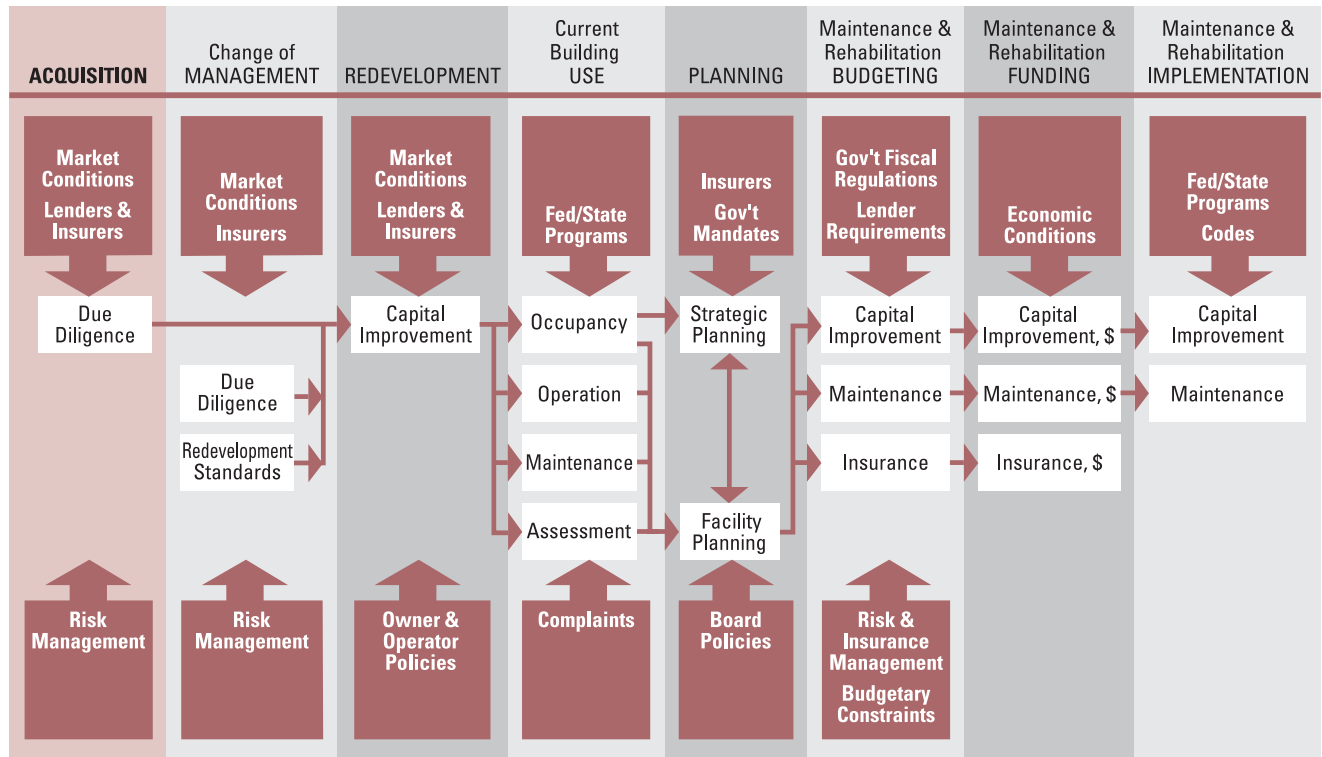 ACQUISITION
Change of
MANAGEMENT
REDEVELOPMENT
Current
Building
USE
PLANNING
Maintenance &
Rehabilitation
BUDGETING
Maintenance &
Rehabilitation
FUNDING
Maintenance &
Rehabilitation
IMPLEMENTATION
Market
Conditions
Lenders &
Insurers
Market
Conditions
Insurers
Market
Conditions
Lenders &
Insurers
Fed/State
Programs
Insurers
Gov't
Mandates
Gov't Fiscal
Regulations
Lender
Requirements
Economic
Conditions
Fed/State
Programs
Codes
Due
Diligence
Capital
Improvement
Occupancy
Strategic
Planning
Capital
Improvement
Capital
Improvement, $
Capital
Improvement
Due
Diligence
Operation
Maintenance
Maintenance, $
Maintenance
Redevelopment
Standards
Maintenance
Insurance
Insurance, $
Assessment
Facility
Planning
Risk
Management
Risk
Management
Owner &
Operator
Policies
Complaints
Board
Policies
Risk &
Insurance
Management
Budgetary
Constraints